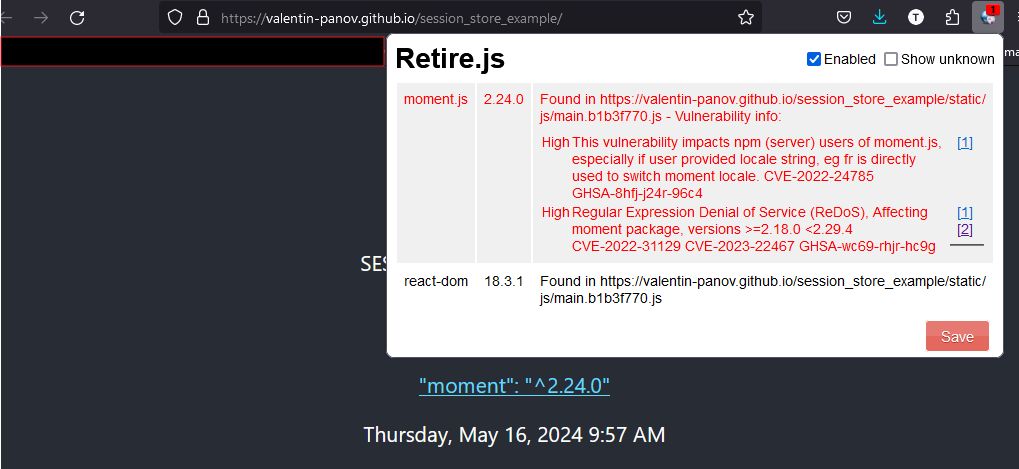 https://valentin-panov.github.io/session_store_example/
T
1
Retire.js
Enabled
Show unknown
moment.js 2.24.0 Found in https://valentin-panov.github.io/session_store_example/static/
js/main.b1b3f770.js - Vulnerability info:
High This vulnerability impacts npm (server) users of moment.js, [1]
especially if user provided locale string, eg fr is directly
used to switch moment locale. CVE-2022-24785
GHSA-8hfj-j24r-96c4
High Regular Expression Denial of Service (ReDoS), Affecting [1]
moment package, versions >=2.18.0 <2.29.4 [2]
CVE-2022-31129 CVE-2023-22467 GHSA-wc69-rhjr-hc9g
react-dom 18.3.1 Found in https://valentin-panov.github.io/session_store_example/static/
js/main.b1b3f770.js
Save
"moment": "^2.24.0"
Thursday, May 16, 2024 9:57 AM